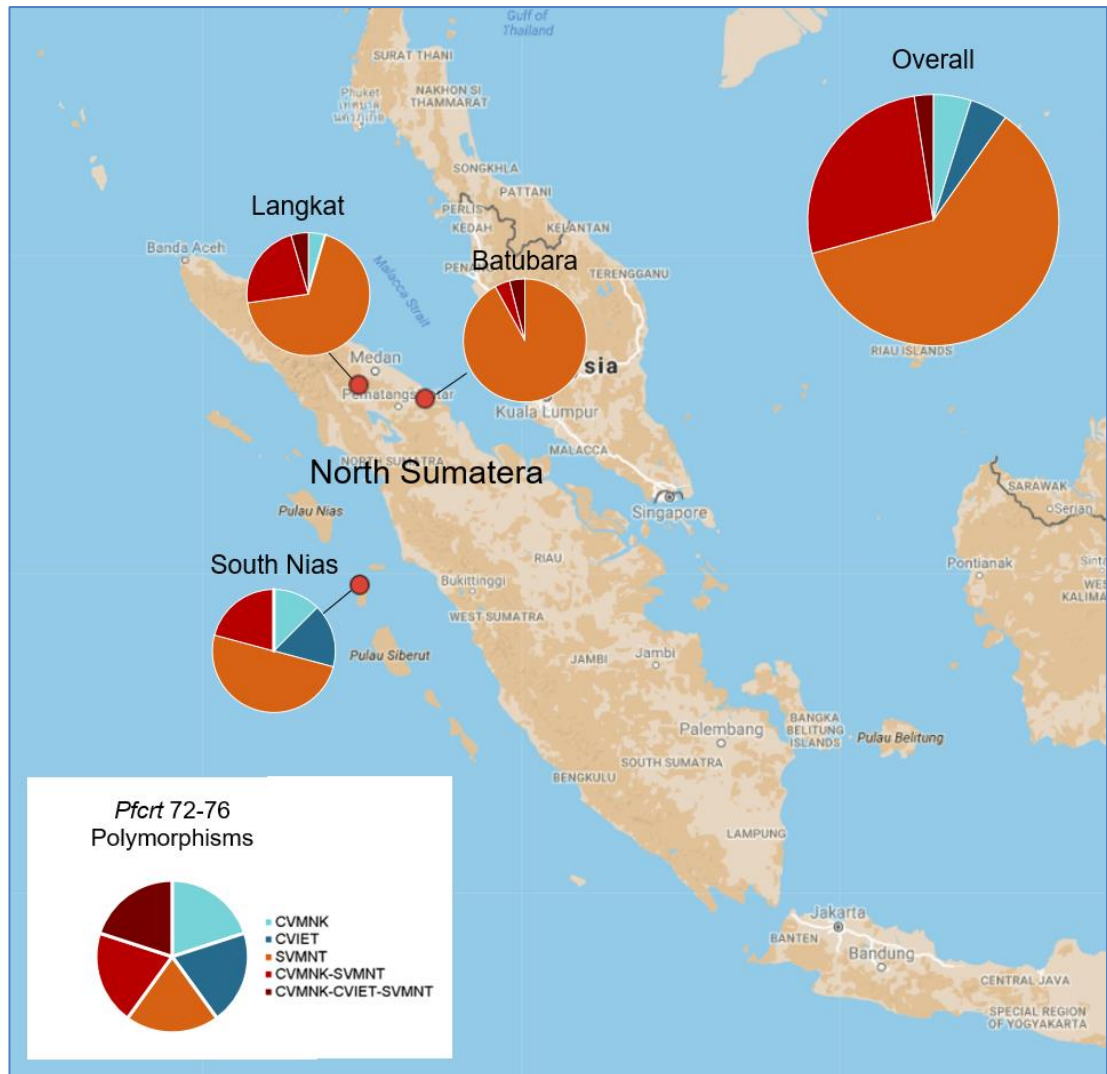 Gulf of
Thailand
SURAT THANI
Phuket
NAKHON SI
THAMMARAT
Overall
SONGKHLA
PATTANI
PERLIS
KEDAH
KELANTAN
Langkat
Banda Aceh
Malacca Strait
Batubara
TERENGGANU
RIAU ISLANDS
Medan
sia
Kuala Lumpur
MALACCA
North Sumatera
Singapore
SARAWAK
Serian
Pulau Nias
RIAU
South Nias
Bukittinggi
Pontianak
WEST SUMATRA
Pulau Siberut
JAMBI
Jambi
Palembang
BANGKA
BELITUNG
ISLANDS
Pulau Belitung
SOUTH SUMATRA
BENGKULU
LAMPUNG
Pfcrt 72-76
Polymorphisms
CVMNK
CVIET
SVMNT
CVMNK-SVMNT
CVMNK-CVIET-SVMNT
Jakarta
BANTEN
Bandung
CENTRAL JAVA
SPECIAL REGION
OF YOGYAKARTA